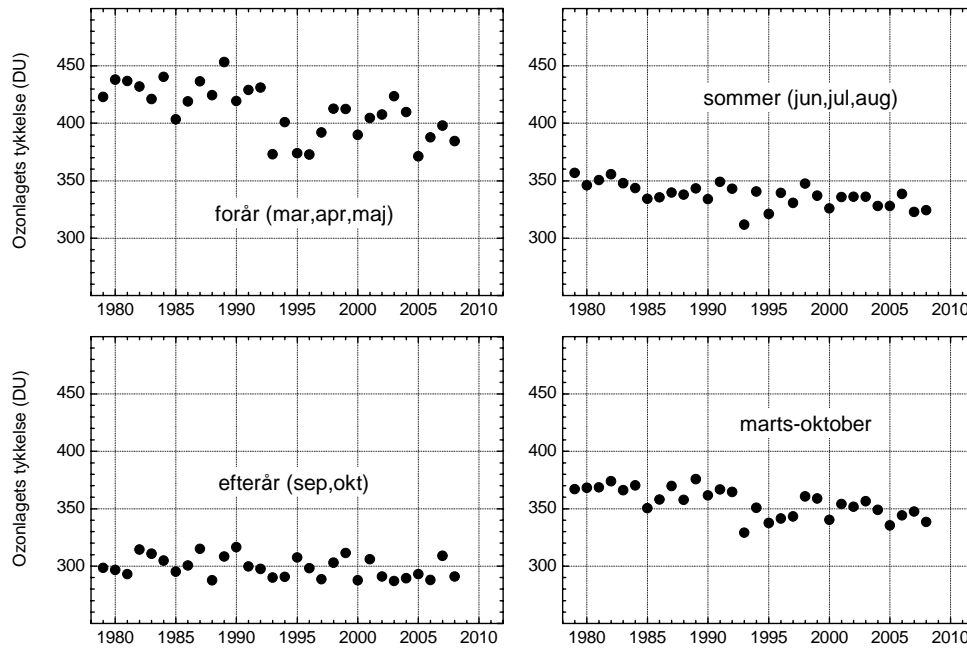 Ozonlagets tykkelse (DU)
450
400
350
300
forår (mar,apr,maj)
1980 1985 1990 1995 2000 2005 2010
450
400
350
300
sommer (jun,jul,aug)
1980 1985 1990 1995 2000 2005 2010
Ozonlagets tykkelse (DU)
450
400
350
300
efterår (sep,okt)
1980 1985 1990 1995 2000 2005 2010
450
400
350
300
marts-oktober
1980 1985 1990 1995 2000 2005 2010